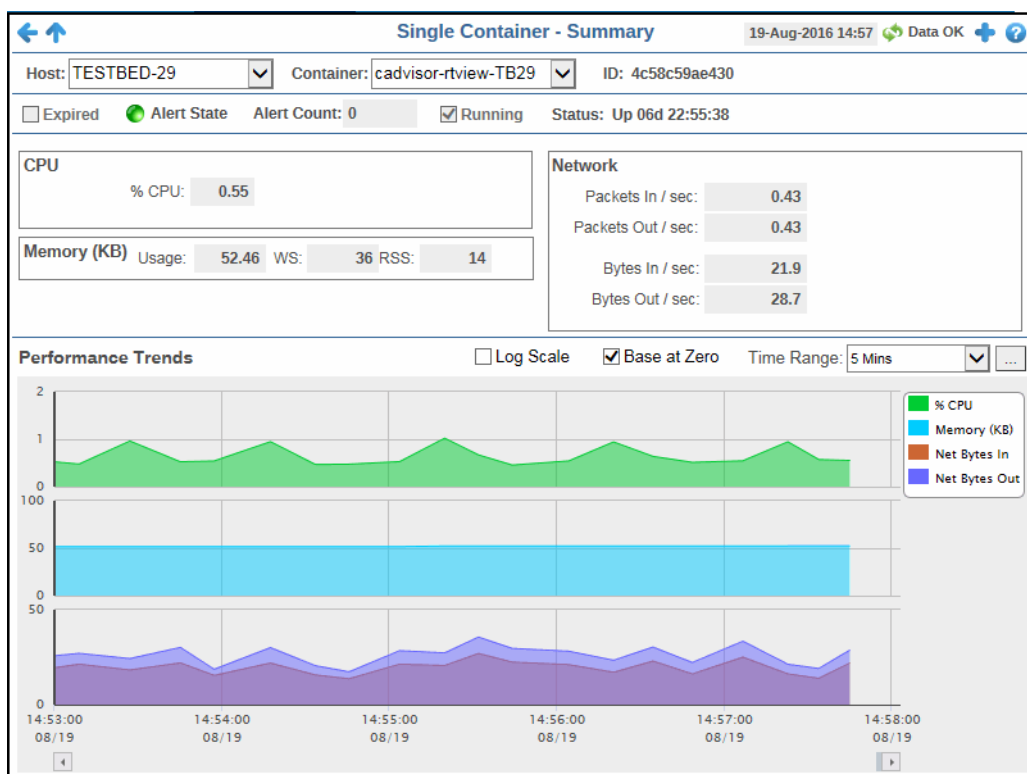 Single Container - Summary 19-Aug-2016 14:57 Data OK
Host: TESTBED-29 Container: cadvisor-rtview-TB29 ID: 4c58c59ae430
Expired Alert State Alert Count: 0 Running Status: Up 06d 22:55:38
CPU
% CPU: 0.55
Memory (KB) Usage: 52.46 WS: 36 RSS: 14
Network
Packets In / sec: 0.43
Packets Out / sec: 0.43
Bytes In / sec: 21.9
Bytes Out / sec: 28.7
Performance Trends Log Scale Base at Zero Time Range: 5 Mins ...
2
1
0
100
50
0
50
0
% CPU
Memory (KB)
Net Bytes In
Net Bytes Out
14:53:00 14:54:00 14:55:00 14:56:00 14:57:00 14:58:00
08/19 08/19 08/19 08/19 08/19 08/19